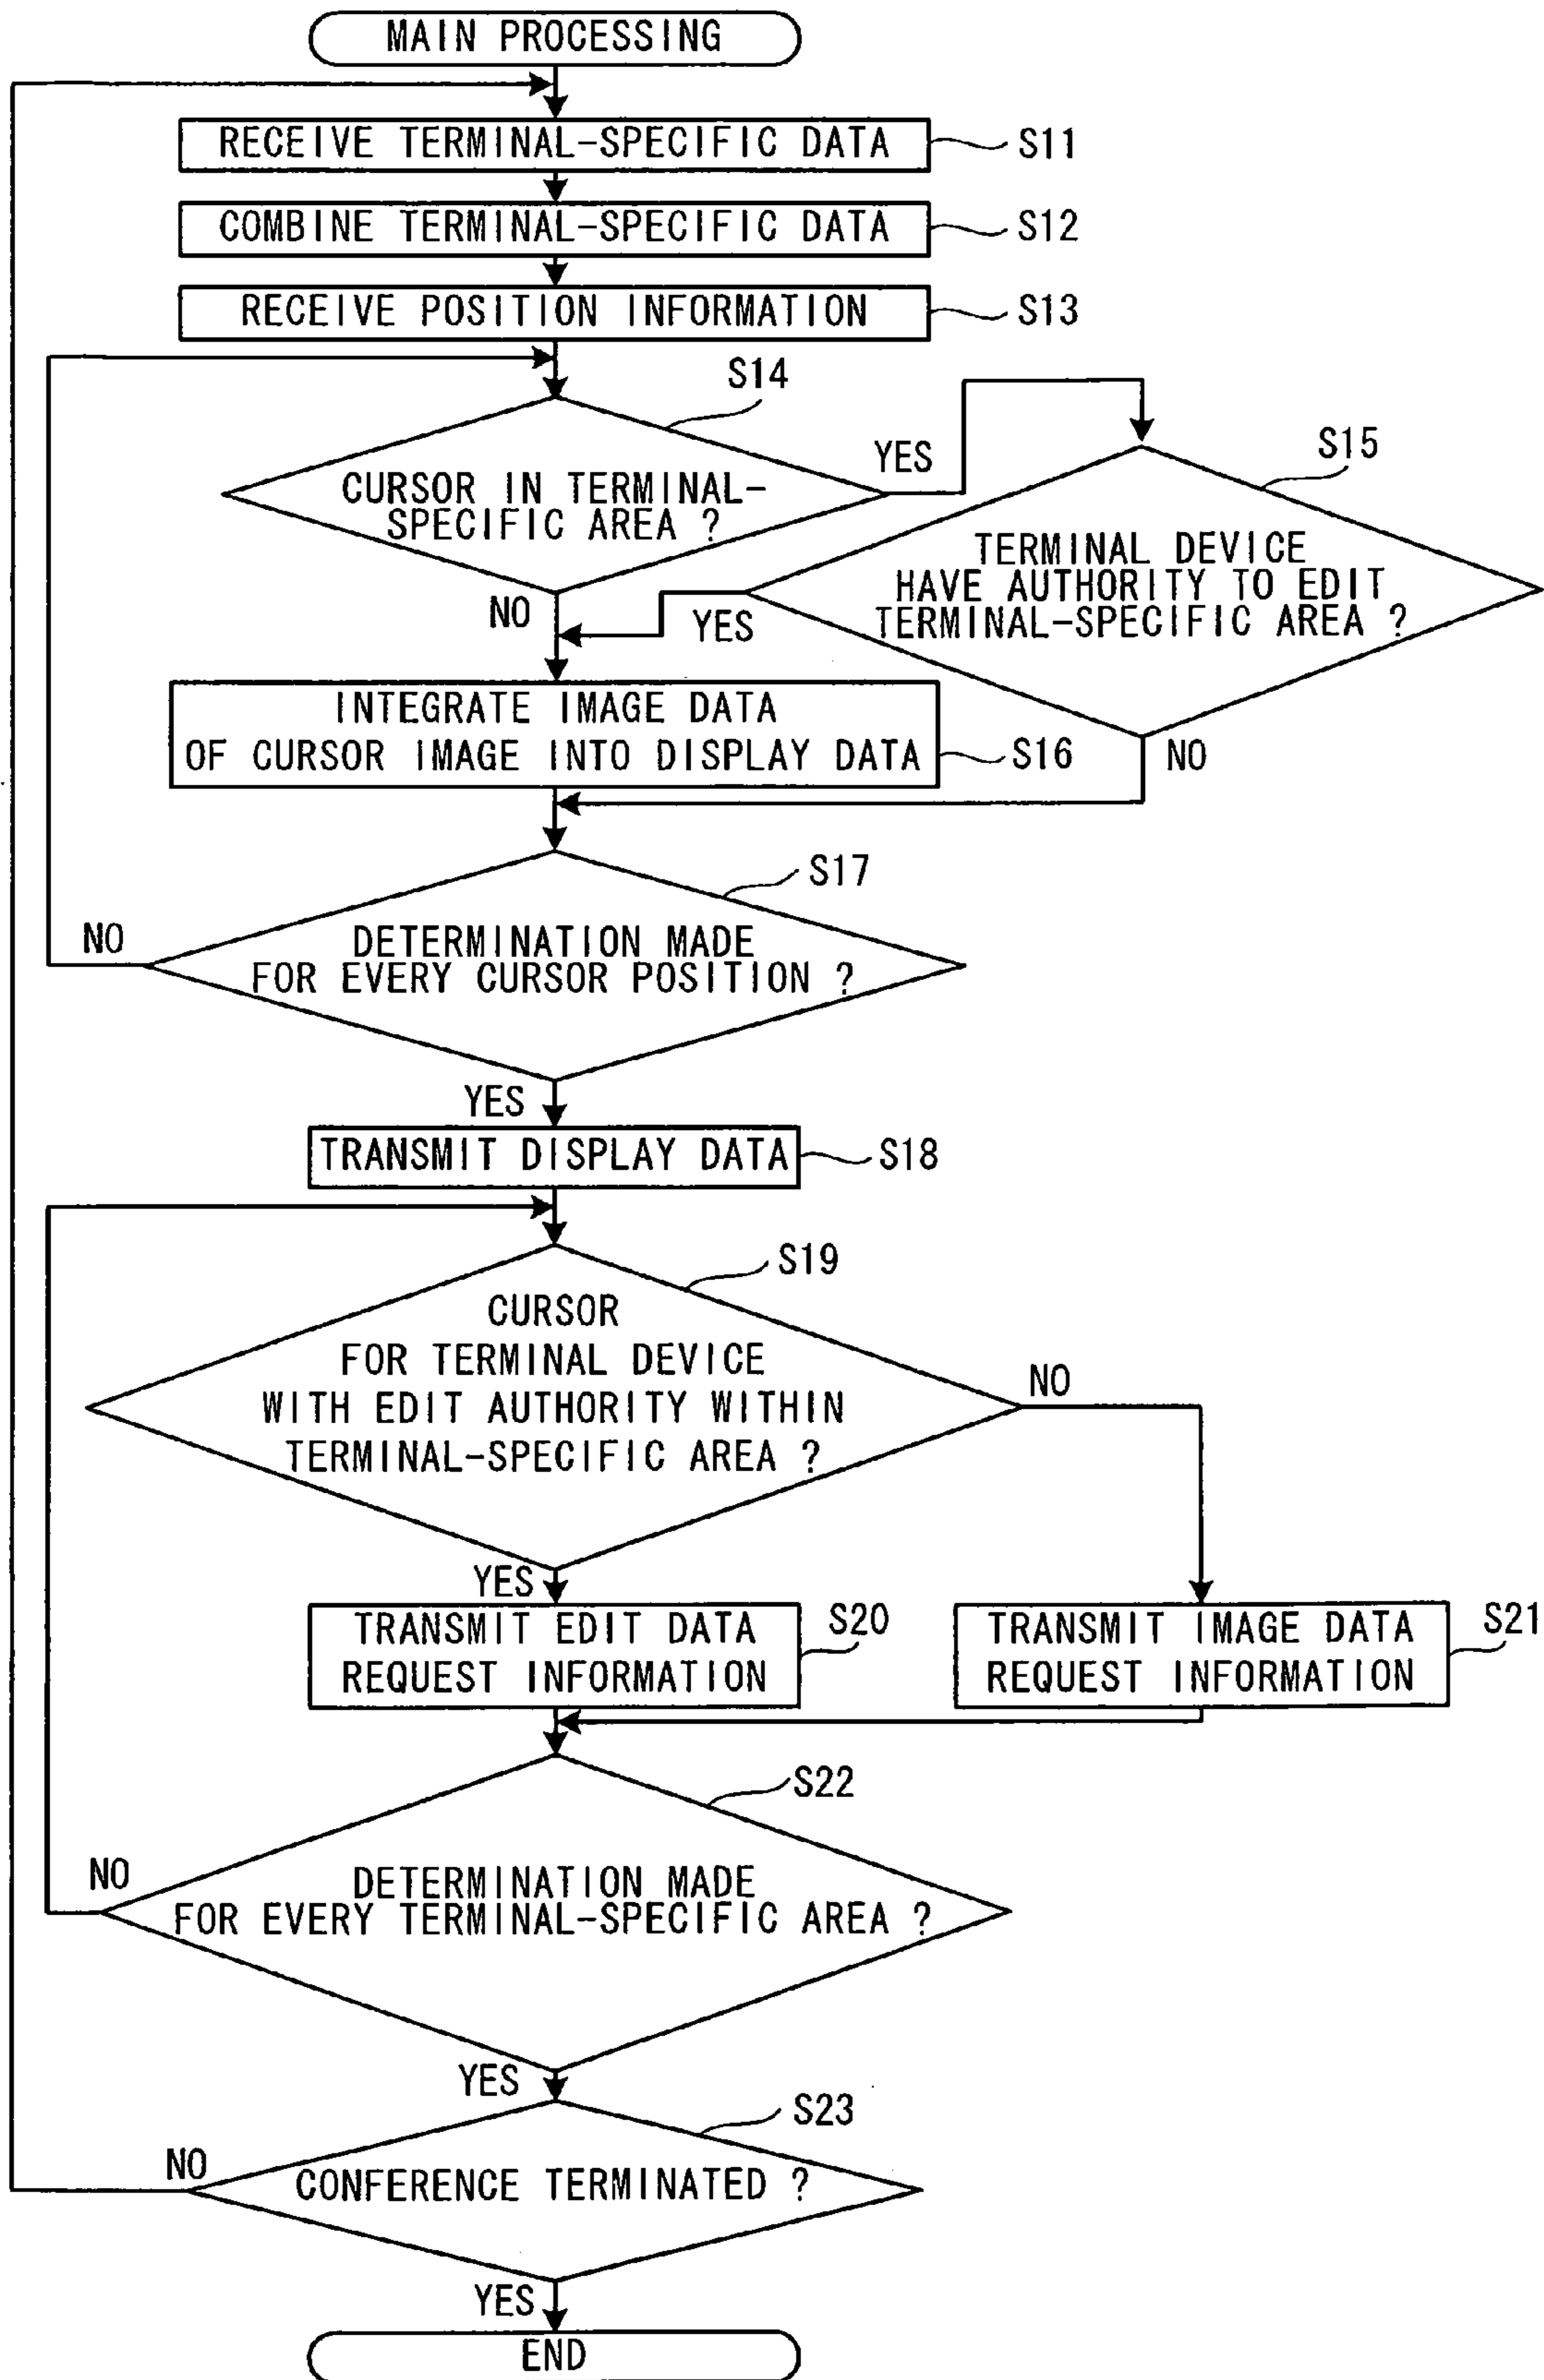 MAIN PROCESSING
RECEIVE TERMINAL-SPECIFIC DATA
S11
COMBINE TERMINAL-SPECIFIC DATA
S12
RECEIVE POSITION INFORMATION
S13
S14
CURSOR IN TERMINAL-
SPECIFIC AREA ?
YES
NO
S15
TERMINAL DEVICE
HAVE AUTHORITY TO EDIT
TERMINAL-SPECIFIC AREA ?
YES
NO
INTEGRATE IMAGE DATA
OF CURSOR IMAGE INTO DISPLAY DATA
S16
S17
DETERMINATION MADE
FOR EVERY CURSOR POSITION ?
NO
YES
TRANSMIT DISPLAY DATA
S18
S19
CURSOR
FOR TERMINAL DEVICE
WITH EDIT AUTHORITY WITHIN
TERMINAL-SPECIFIC AREA ?
NO
YES
TRANSMIT EDIT DATA
REQUEST INFORMATION
S20
TRANSMIT IMAGE DATA
REQUEST INFORMATION
S21
S22
DETERMINATION MADE
FOR EVERY TERMINAL-SPECIFIC AREA ?
NO
YES
S23
CONFERENCE TERMINATED ?
NO
YES
END